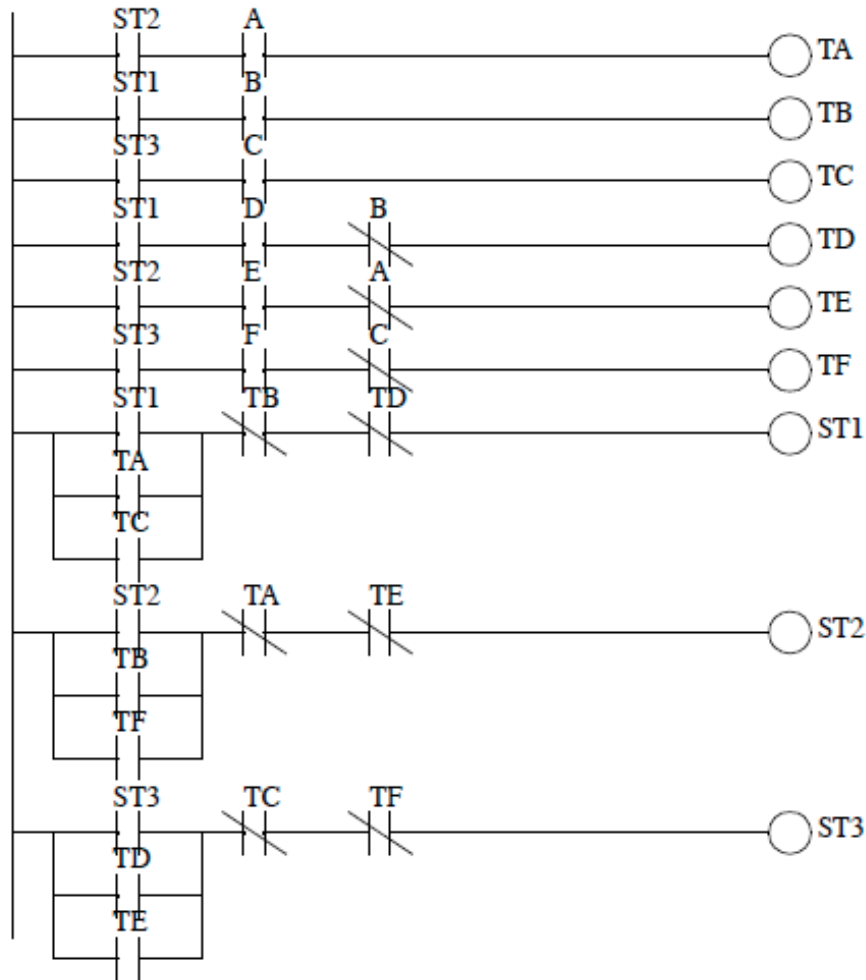 ST2 A TA
ST1 B TB
ST3 C TC
ST1 D B TD
ST2 E A TE
ST3 F C TF
ST1 TB TD ST1
TA
TC
ST2 TA TE ST2
TB
TF
ST3 TC TF ST3
TD
TE